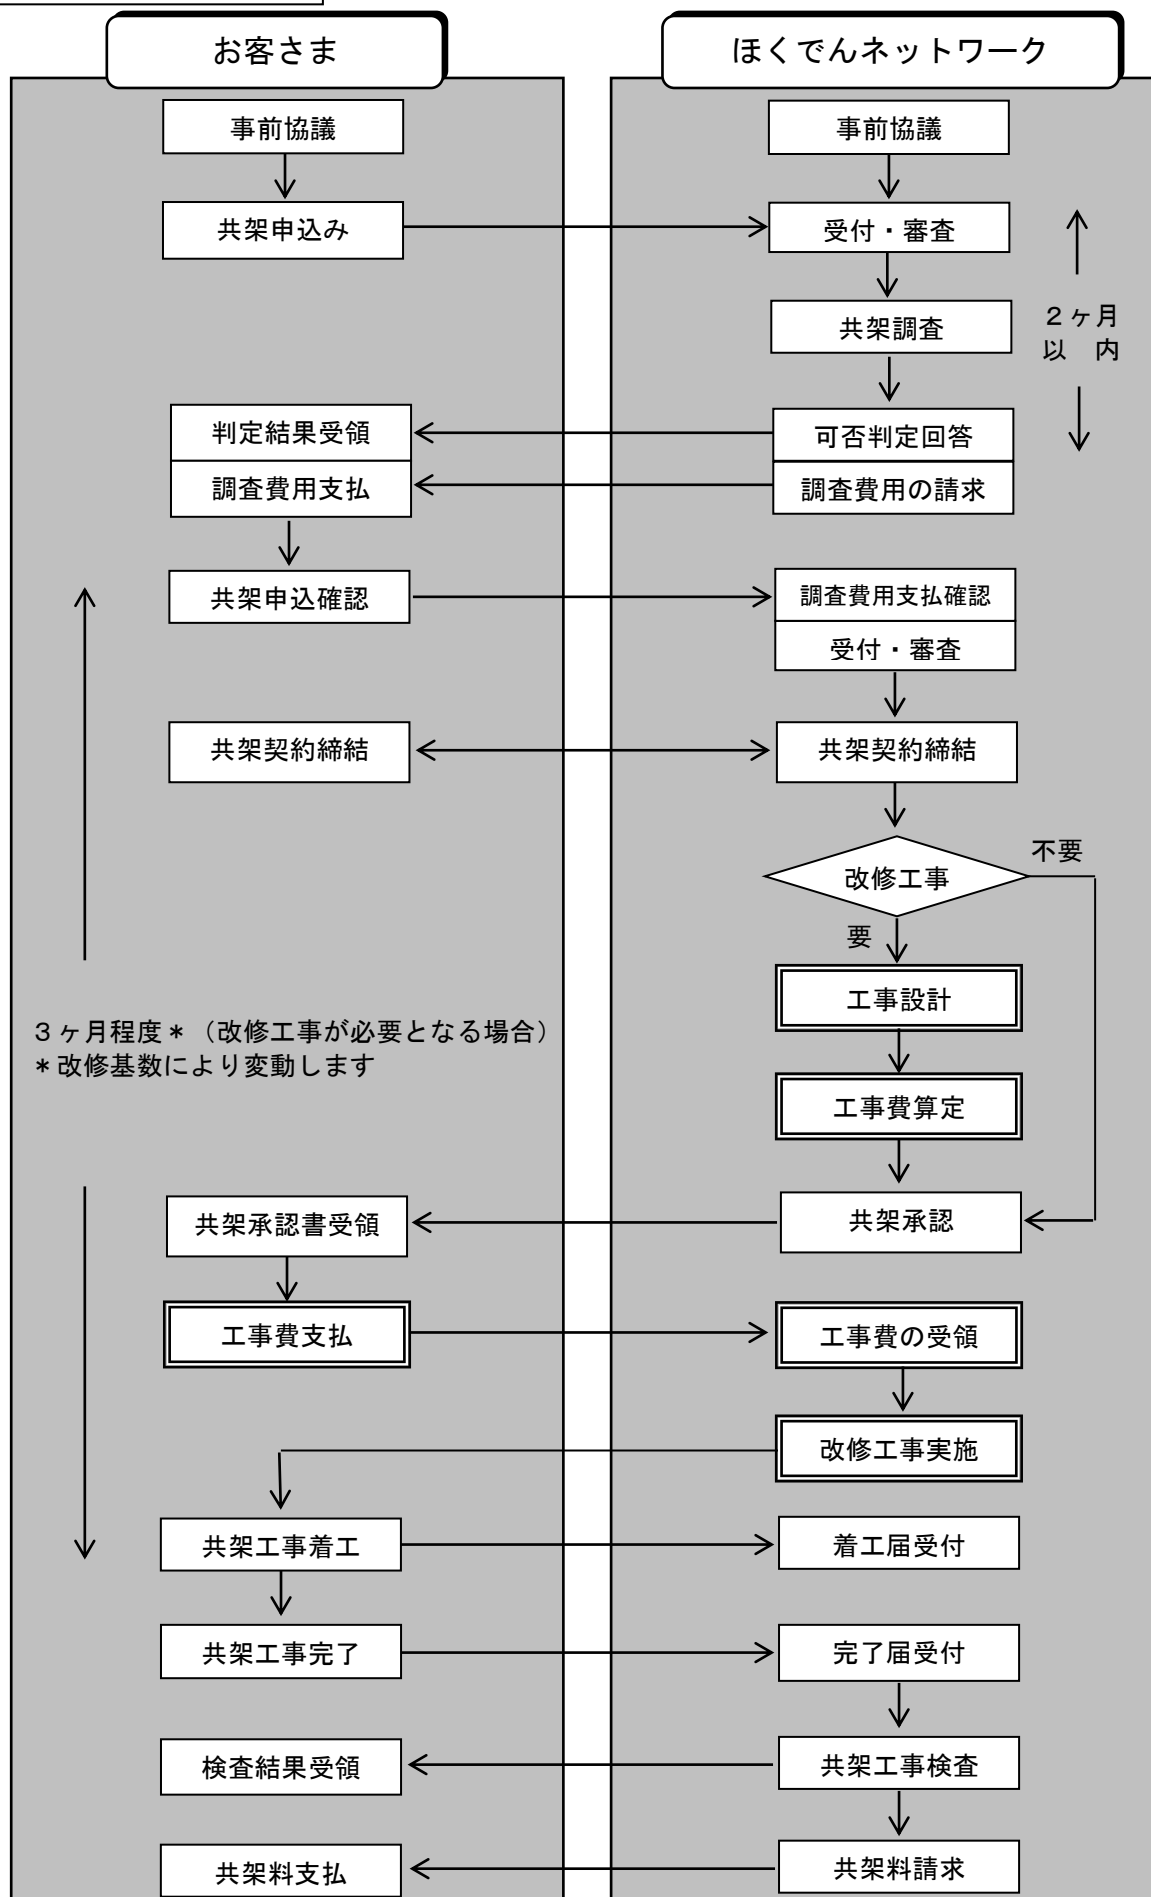 お客さま
ほくでんネットワーク
事前協議
事前協議
共架申込み
受付・審査
共架調査
２ヶ月
以　内
判定結果受領
可否判定回答
調査費用支払
調査費用の請求
共架申込確認
調査費用支払確認
受付・審査
共架契約締結
共架契約締結
改修工事
不要
要
工事設計
３ヶ月程度＊（改修工事が必要となる場合）
＊改修基数により変動します
工事費算定
共架承認書受領
共架承認
工事費支払
工事費の受領
改修工事実施
共架工事着工
着工届受付
共架工事完了
完了届受付
検査結果受領
共架工事検査
共架料支払
共架料請求